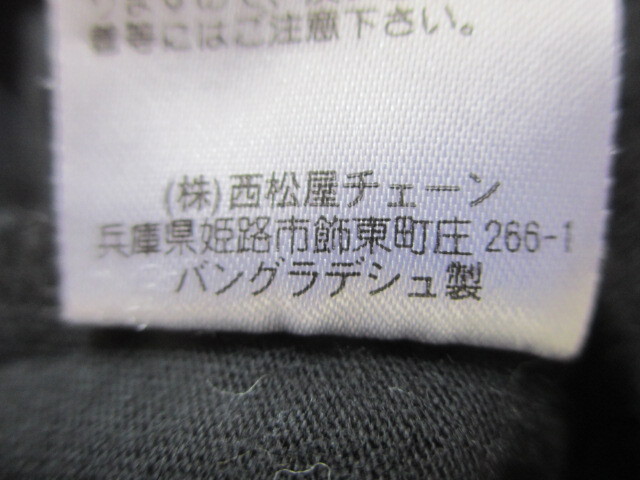 着等にはご注意下さい。
(株)西松屋チェーン
兵庫県姫路市飾東町庄 266-1
バングラデシュ製